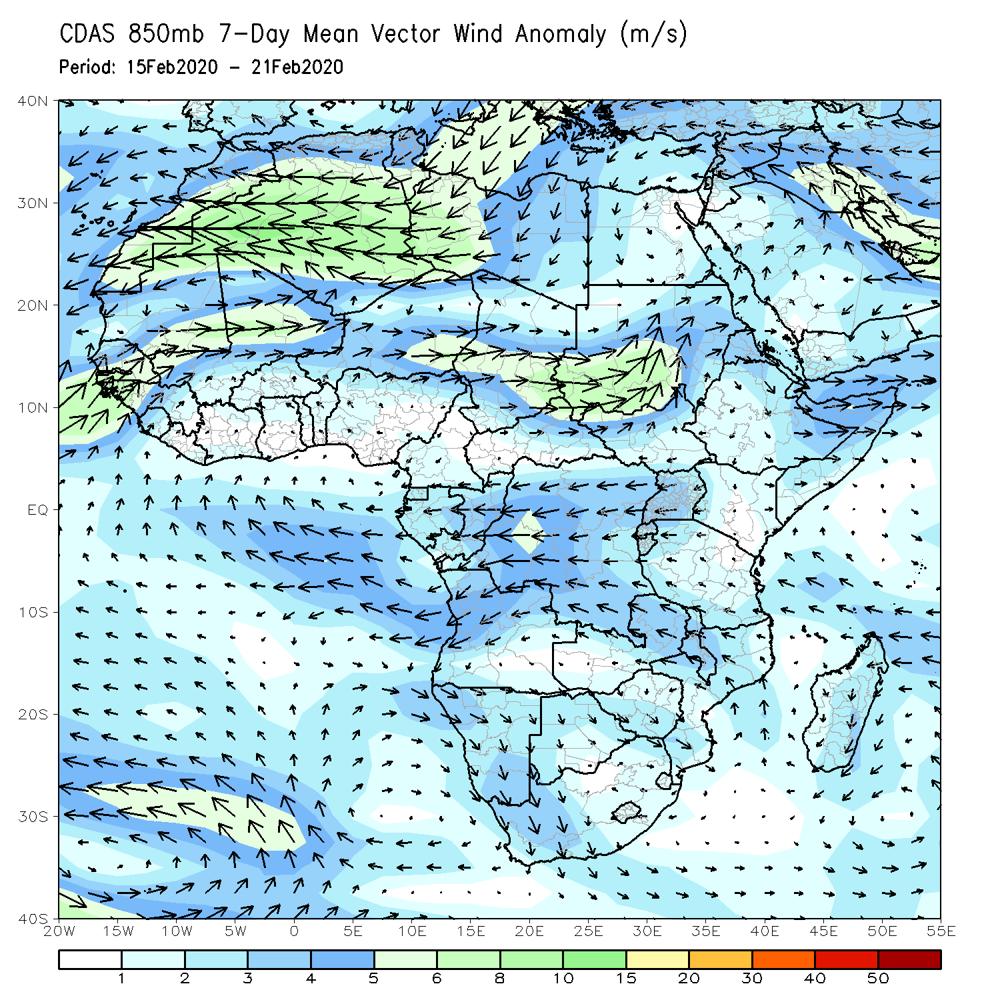 CDAS 850mb 7-Day Mean Vector Wind Anomaly (m/s)
Period: 15Feb2020 - 21Feb2020
40N
30N
20N
10N
EQ
10S
20S
30S
40S
20W 15W 10W 5W 0 5E 10E 15E 20E 25E 30E 35E 40E 45E 50E 55E
1 2 3 4 5 6 8 10 15 20 30 40 50